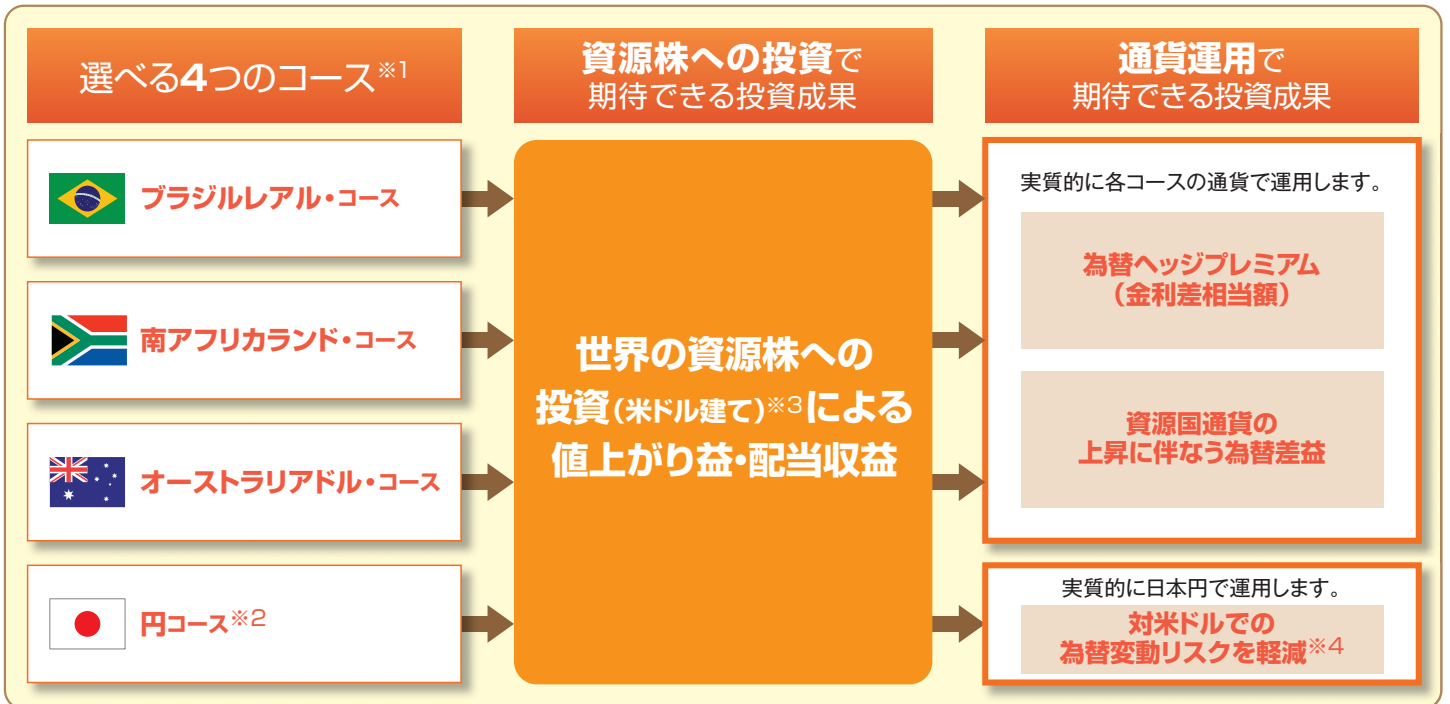 選べる4つのコース※1
資源株への投資で
期待できる投資成果
通貨運用で
期待できる投資成果
ブラジルレアル・コース
南アフリカランド・コース
オーストラリアドル・コース
円コース※2
世界の資源株への
投資(米ドル建て)※3による
値上がり益・配当収益
実質的に各コースの通貨で運用します。
為替ヘッジプレミアム
(金利差相当額)
資源国通貨の
上昇に伴なう為替差益
実質的に日本円で運用します。
対米ドルでの
為替変動リスクを軽減※4